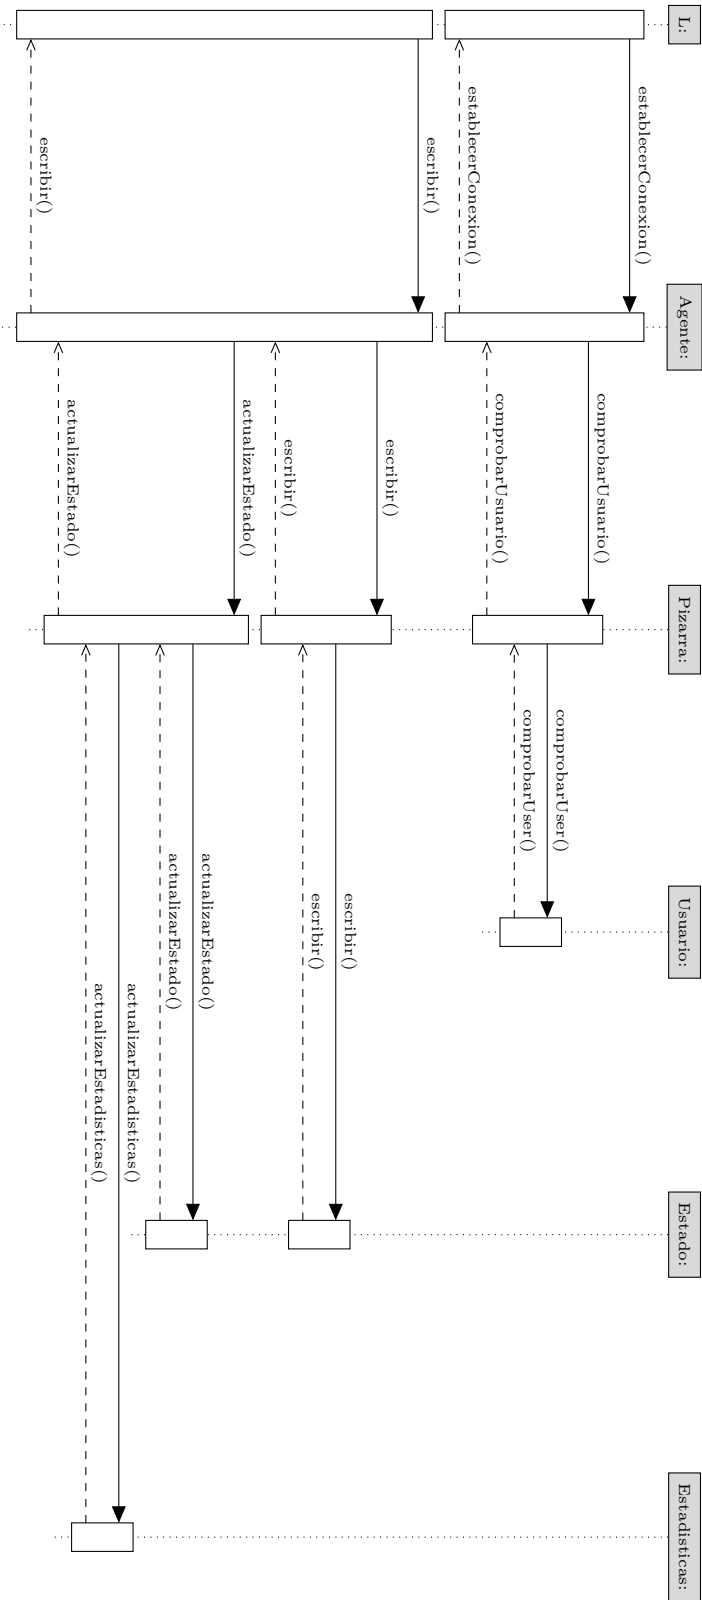 L:
Agente:
Pizarra:
Usuario:
Estado:
Estadisticas:
establecerConexion()
comprobarUsuario()
comprobarUser()
comprobarUser()
comprobarUsuario()
establecerConexion()
escribir()
escribir()
escribir()
escribir()
escribir()
actualizarEstado()
actualizarEstado()
actualizarEstado()
actualizarEstadisticas()
actualizarEstadisticas()
actualizarEstado()
escribir()